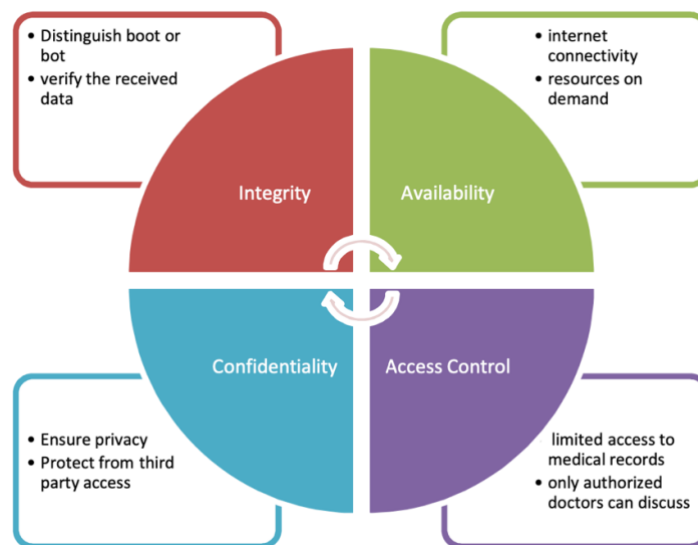 • Distinguish boot or
bot
• verify the received
data
• internet
connectivity
• resources on
demand
Integrity
Availability
Confidentiality
Access Control
• Ensure privacy
• Protect from third
party access
limited access to
medical records
• only authorized
doctors can discuss